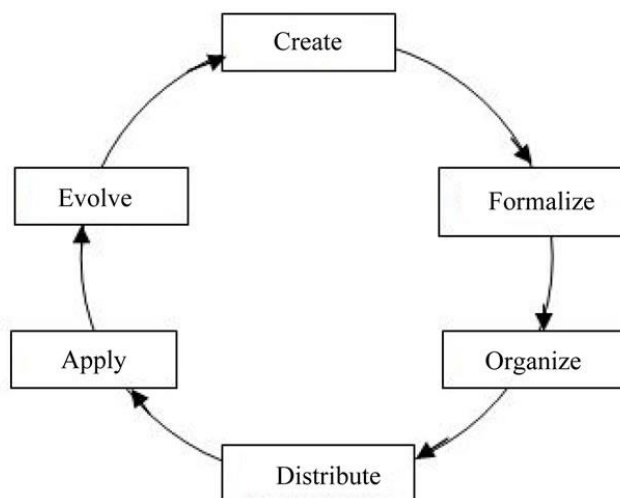 Create
Formalize
Organize
Distribute
Apply
Evolve